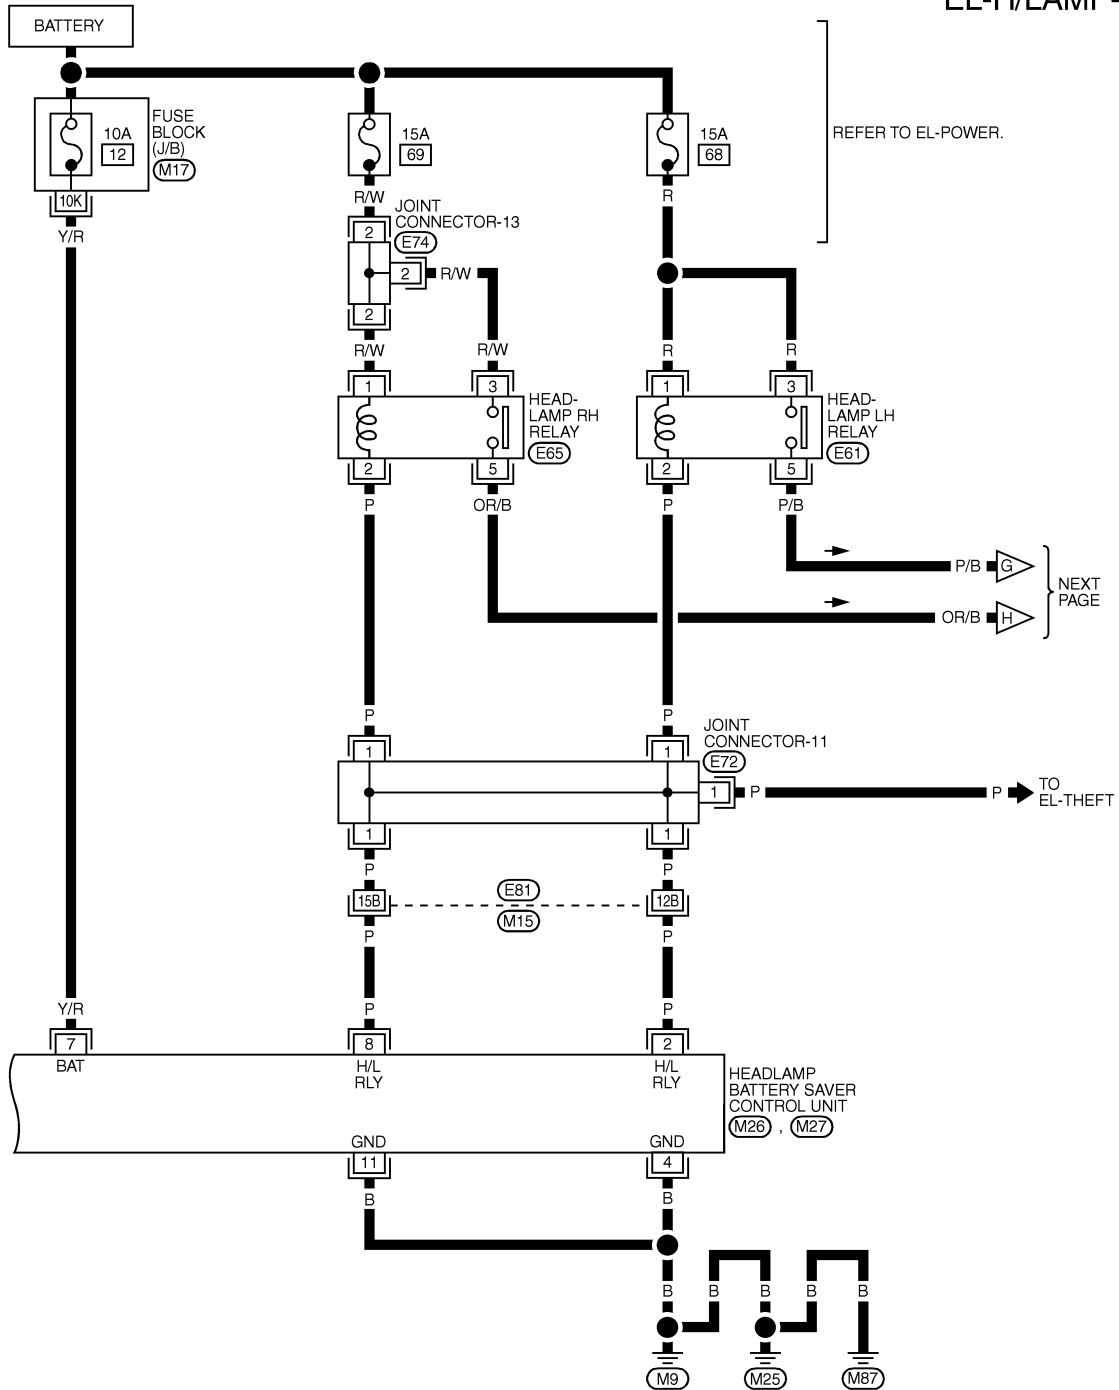 BATTERY
10A
12
FUSE
BLOCK
(J/B)
M17
10K
Y/R
15A
69
15A
68
REFER TO EL-POWER.
R/W
R
JOINT
CONNECTOR-13
E74
2
2
R/W
2
R/W
R/W
R
R
1
3
1
3
HEAD-
LAMP RH
RELAY
E65
HEAD-
LAMP LH
RELAY
E61
2
5
2
5
P
OR/B
P
P/B
P/B
G
OR/B
H
NEXT
PAGE
P
P
JOINT
CONNECTOR-11
E72
1
1
1
P
P
TO
EL-THEFT
1
1
P
P
15B
E81
M15
12B
P
P
Y/R
P
P
7
8
2
BAT
H/L
RLY
H/L
RLY
HEADLAMP
BATTERY SAVER
CONTROL UNIT
M26 , M27
GND
GND
11
4
B
B
B
B
B
B
B
M9
M25
M87